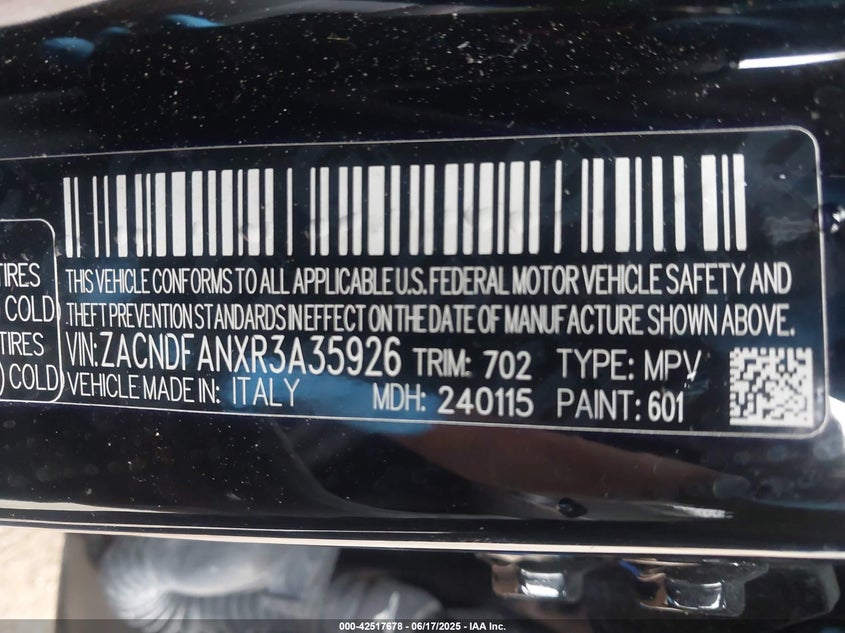 TIRES
COLD
TIRES
) COLD
THIS VEHICLE CONFORMS TO ALL APPLICABLE U.S. FEDERAL MOTOR VEHICLE SAFETY AND
THEFT PREVENTION STANDARDS IN EFFECT ON THE DATE OF MANUFACTURE SHOWN ABOVE.
VIN: ZACNDFANXR3A35926 TRIM: 702 TYPE: MPV
VEHICLE MADE IN: ITALY MDH: 240115 PAINT: 601
000-42517678 - 06/17/2025 - IAA Inc.